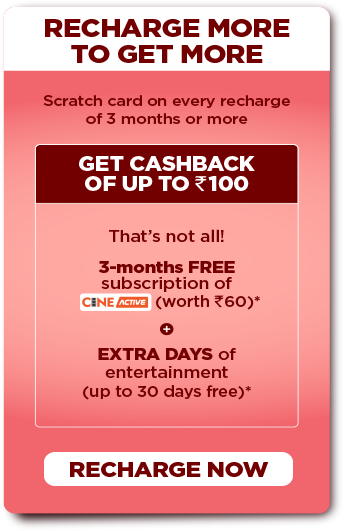 RECHARGE MORE
TO GET MORE
Scratch card on every recharge
of 3 months or more
GET CASHBACK
OF UP TO ₹100
That's not all!
3-months FREE
subscription of
CINE ACTIVE (worth ₹60)*
+
EXTRA DAYS of
entertainment
(up to 30 days free)*
RECHARGE NOW